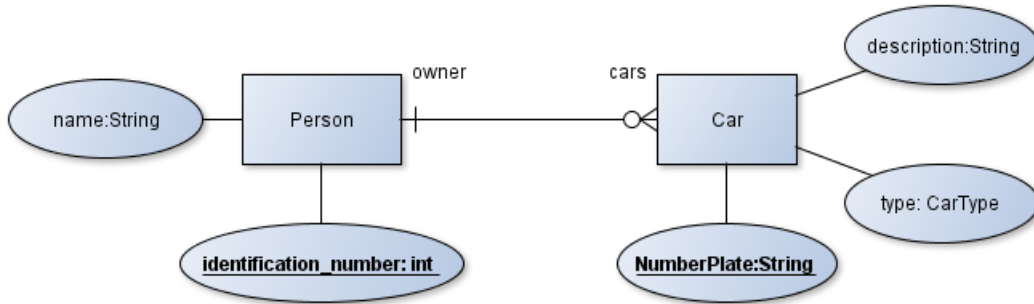 description:String
owner
cars
name:String
Person
Car
type: CarType
identification_number: int
NumberPlate:String